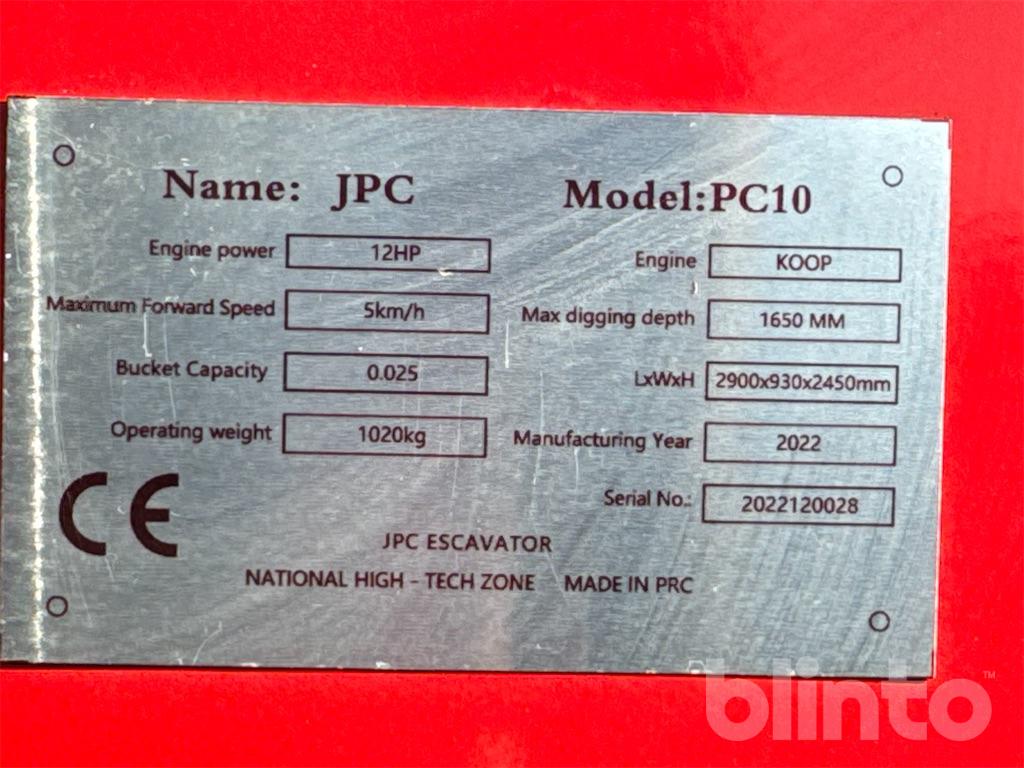 Name: JPC Model:PC10
Engine power 12HP Engine KOOP
Maximum Forward Speed 5km/h Max digging depth 1650 MM
Bucket Capacity 0.025 LxWxH 2900x930x2450mm
Operating weight 1020kg Manufacturing Year 2022
Serial No.: 2022120028
CE
JPC ESCAVATOR
NATIONAL HIGH - TECH ZONE MADE IN PRC
blinto™